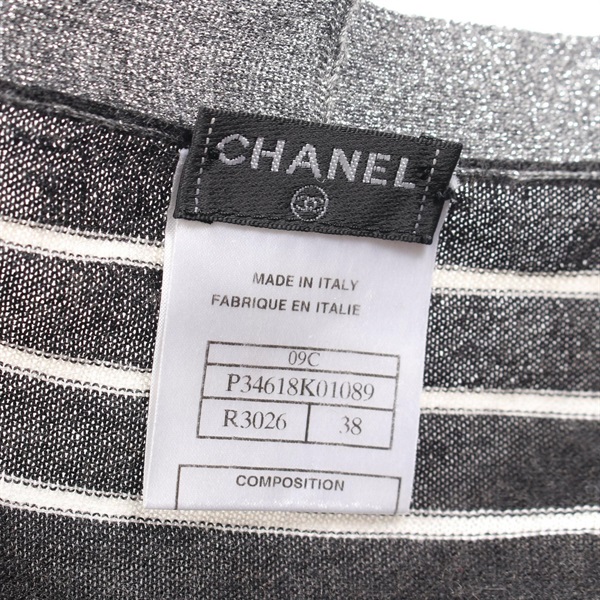 CHANEL
MADE IN ITALY
FABRIQUE EN ITALIE
09C
P34618K01089
R3026 38
COMPOSITION